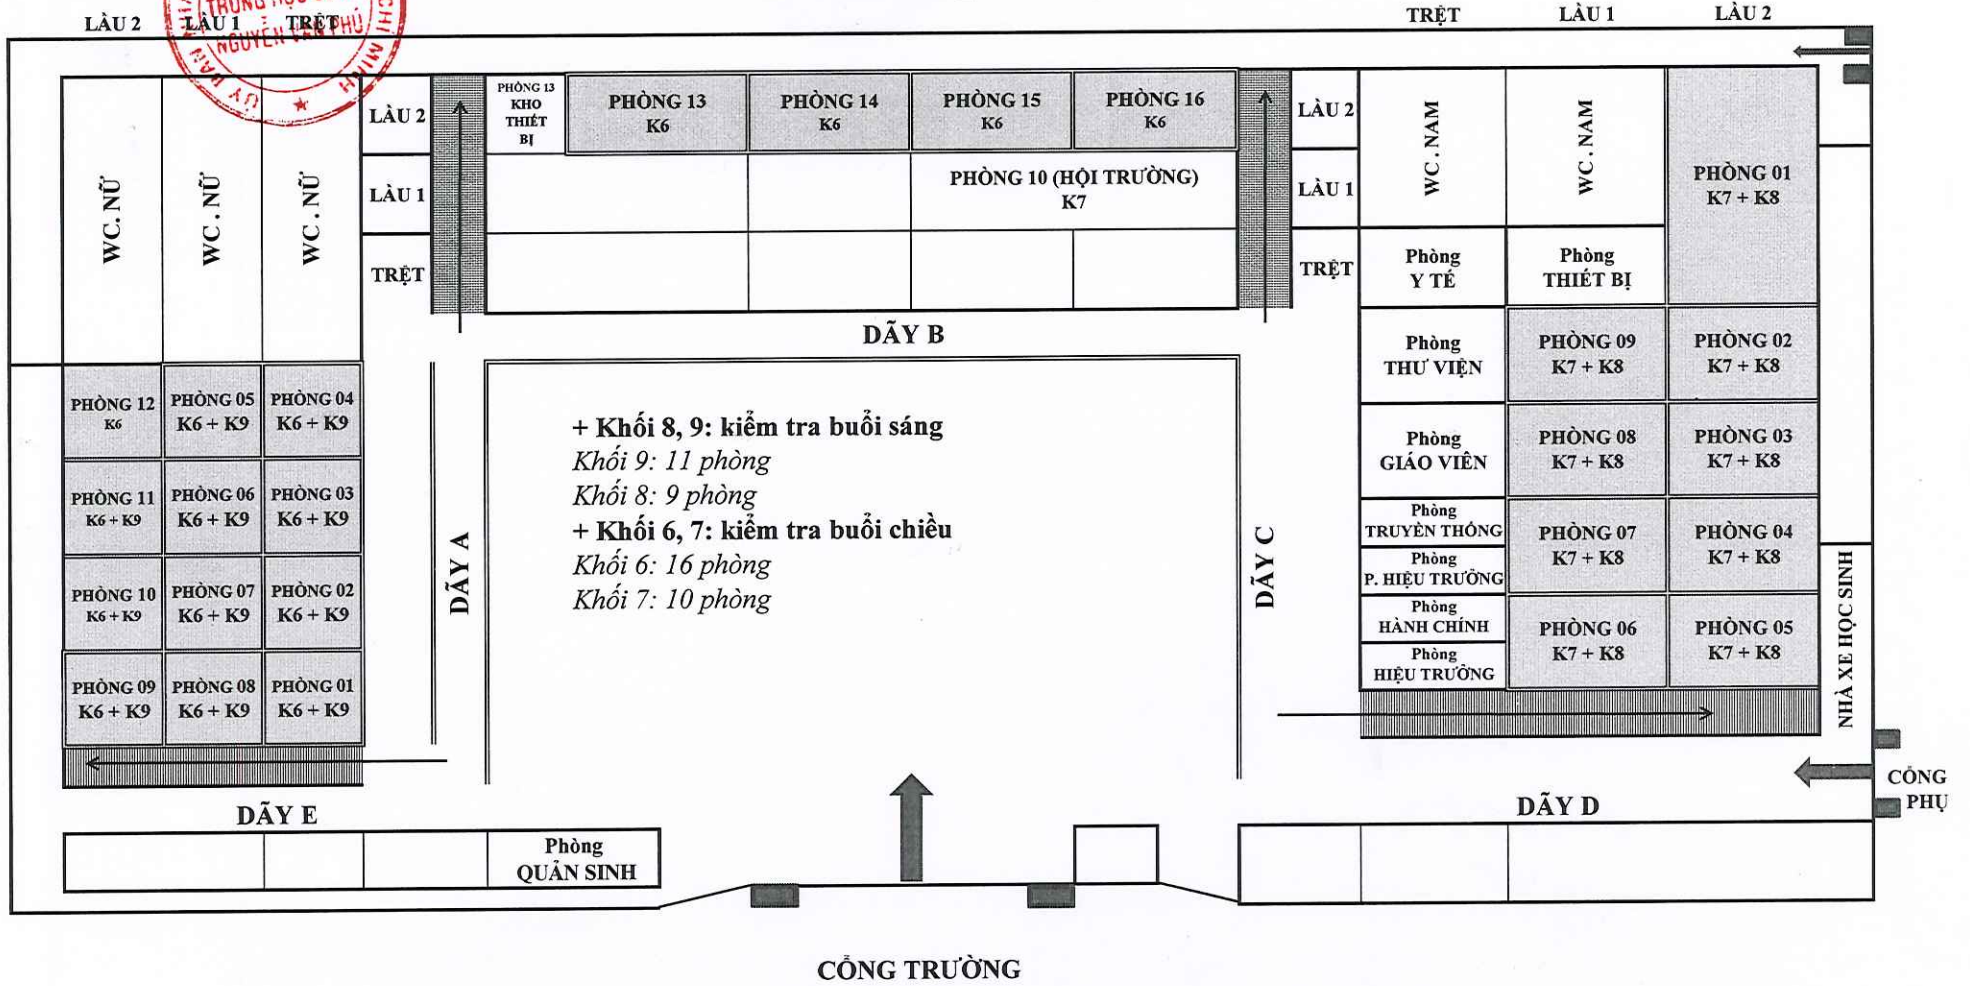 LẦU 2 LẦU 1 TRỆT
TRUNG HỌC
NGUYỄN VĂN PHÚ
CHÍ MINH
ỦY BAN
TRỆT LẦU 1 LẦU 2
WC. NỮ
WC . NỮ
WC . NỮ
LẦU 2
LẦU 1
TRỆT
PHÒNG 13
KHO
THIẾT
BỊ
PHÒNG 13
K6
PHÒNG 14
K6
PHÒNG 15
K6
PHÒNG 16
K6
PHÒNG 10 (HỘI TRƯỜNG)
K7
DÃY B
LẦU 2
LẦU 1
TRỆT
WC . NAM
WC . NAM
PHÒNG 01
K7 + K8
Phòng
Y TẾ
Phòng
THIẾT BỊ
Phòng
THƯ VIỆN
PHÒNG 09
K7 + K8
PHÒNG 02
K7 + K8
Phòng
GIÁO VIÊN
PHÒNG 08
K7 + K8
PHÒNG 03
K7 + K8
Phòng
TRUYỀN THỐNG
Phòng
P. HIỆU TRƯỞNG
PHÒNG 07
K7 + K8
PHÒNG 04
K7 + K8
Phòng
HÀNH CHÍNH
Phòng
HIỆU TRƯỞNG
PHÒNG 06
K7 + K8
PHÒNG 05
K7 + K8
PHÒNG 12
K6
PHÒNG 05
K6 + K9
PHÒNG 04
K6 + K9
PHÒNG 11
K6 + K9
PHÒNG 06
K6 + K9
PHÒNG 03
K6 + K9
PHÒNG 10
K6 + K9
PHÒNG 07
K6 + K9
PHÒNG 02
K6 + K9
PHÒNG 09
K6 + K9
PHÒNG 08
K6 + K9
PHÒNG 01
K6 + K9
DÃY A
+ Khối 8, 9: kiểm tra buổi sáng
Khối 9: 11 phòng
Khối 8: 9 phòng
+ Khối 6, 7: kiểm tra buổi chiều
Khối 6: 16 phòng
Khối 7: 10 phòng
DÃY C
NHÀ XE HỌC SINH
CỔNG
PHỤ
DÃY E
DÃY D
Phòng
QUẢN SINH
CỔNG TRƯỜNG